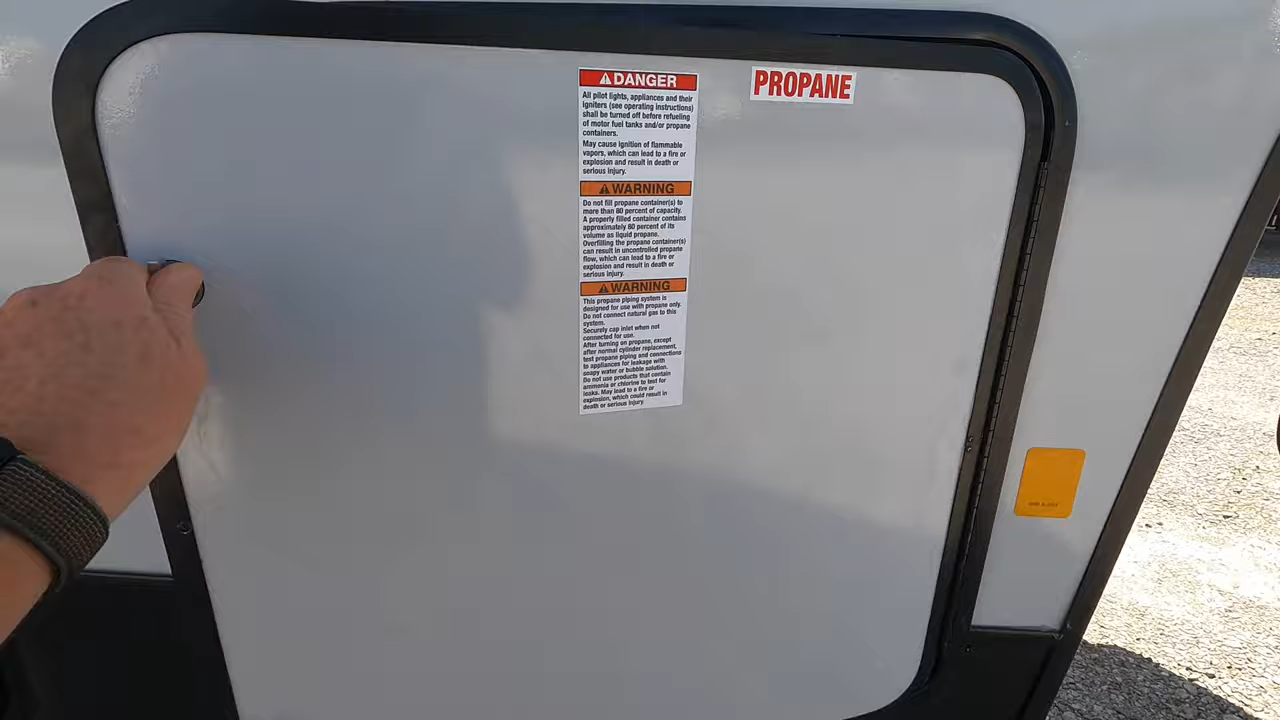 DANGER
All pilot lights, appliances and their
igniters (see operating instructions)
shall be turned off before refueling
of motor fuel tanks and/or propane
containers.
May cause ignition of flammable
vapors, which can lead to a fire or
explosion and result in death or
serious injury.
WARNING
Do not fill propane container(s) to
more than 80 percent of capacity.
A properly filled container contains
approximately 80 percent of its
volume as liquid propane.
Overfilling the propane container(s)
can result in uncontrolled propane
flow, which can lead to a fire or
explosion and result in death or
serious injury.
WARNING
This propane piping system is
designed for use with propane only.
Do not connect natural gas to this
system.
Securely cap inlet when not
connected for use.
After turning on propane, except
after normal cylinder replacement,
test propane piping and connections
to appliances for leakage with
soapy water or bubble solution.
Do not use products that contain
ammonia or chlorine to test for
leaks. May lead to a fire or
explosion, which could result in
death or serious injury.
PROPANE